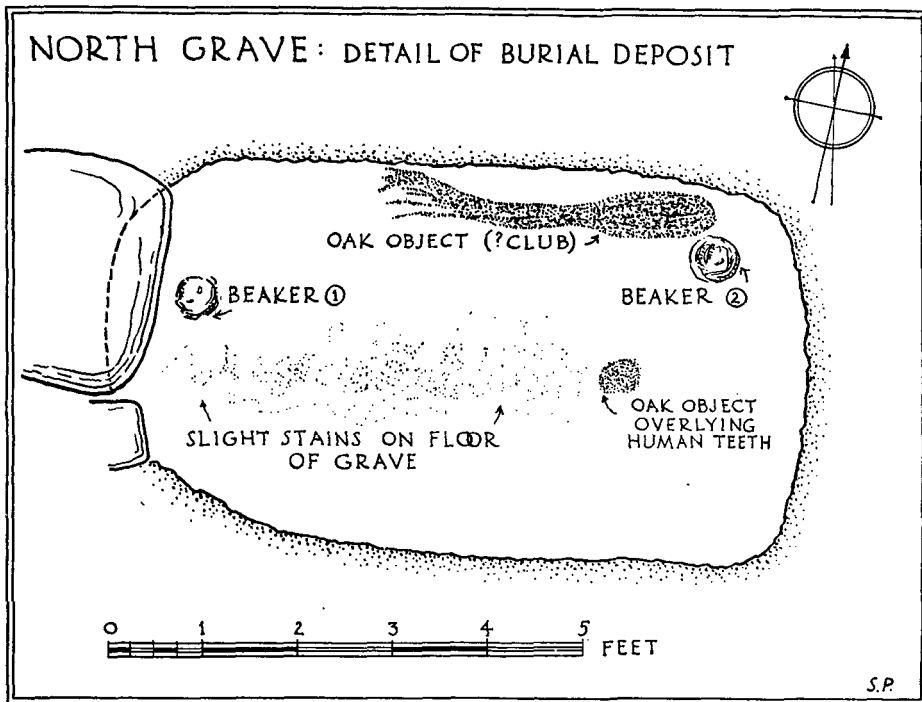 NORTH GRAVE: DETAIL OF BURIAL DEPOSIT
OAK OBJECT (?CLUB)
BEAKER ①
BEAKER ②
OAK OBJECT
OVERLYING
HUMAN TEETH
SLIGHT STAINS ON FLOOR
OF GRAVE
0 1 2 3 4 5 FEET
S.P.